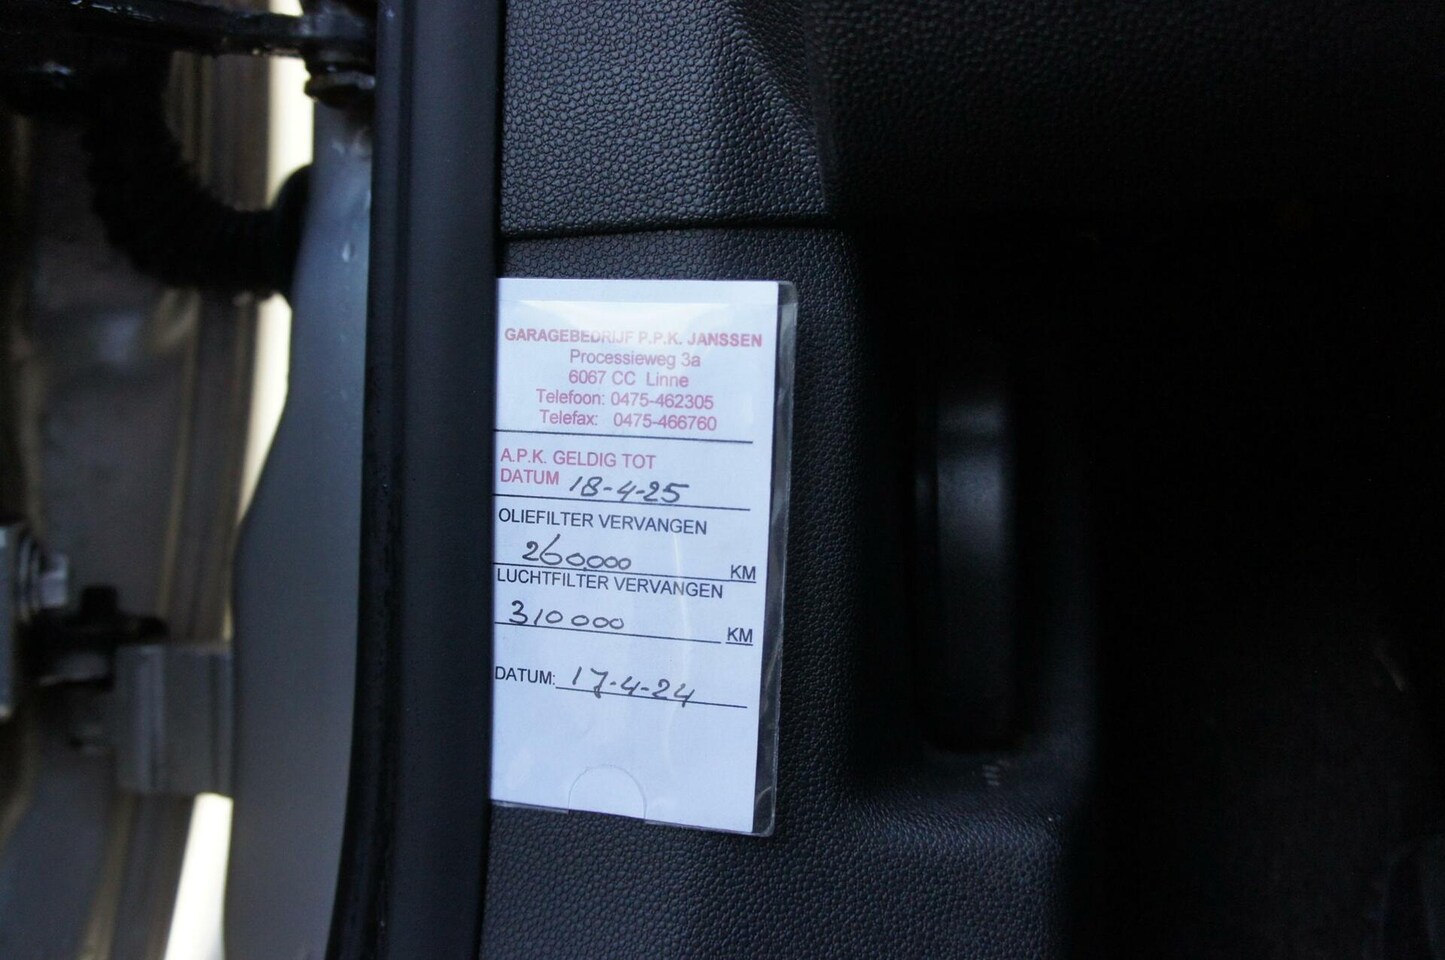 GARAGEBEDRIJF P.P.K. JANSSEN
Processieweg 3a
6067 CC Linne
Telefoon: 0475-462305
Telefax: 0475-466760
A.P.K. GELDIG TOT
DATUM 18-4-25
OLIEFILTER VERVANGEN
260.000 KM
LUCHTFILTER VERVANGEN
310000 KM
DATUM: 17-4-24